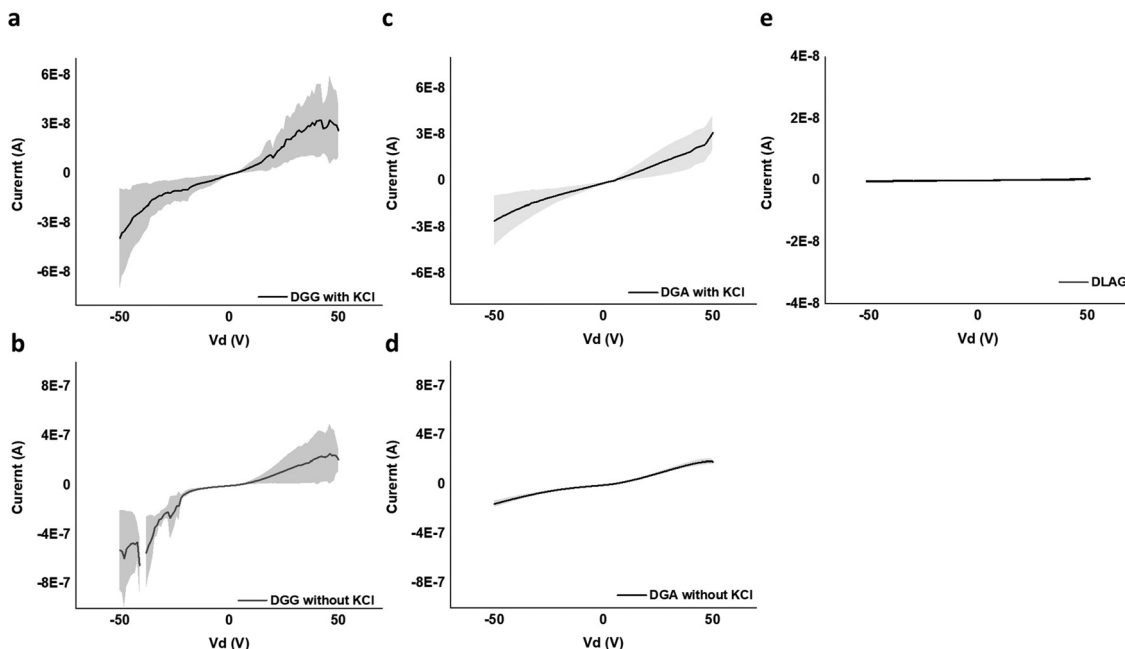 a
6E-8
3E-8
0
-3E-8
-6E-8
Curernt (A)
DGG with KCl
-50
0
50
Vd (V)
c
6E-8
3E-8
0
-3E-8
-6E-8
Curernt (A)
DGA with KCl
-50
0
50
Vd (V)
e
4E-8
2E-8
0
-2E-8
-4E-8
Curernt (A)
DLAG
-50
0
50
Vd (V)
b
8E-7
4E-7
0
-4E-7
-8E-7
Curernt (A)
DGG without KCl
-50
0
50
Vd (V)
d
8E-7
4E-7
0
-4E-7
-8E-7
Curernt (A)
DGA without KCl
-50
0
50
Vd (V)